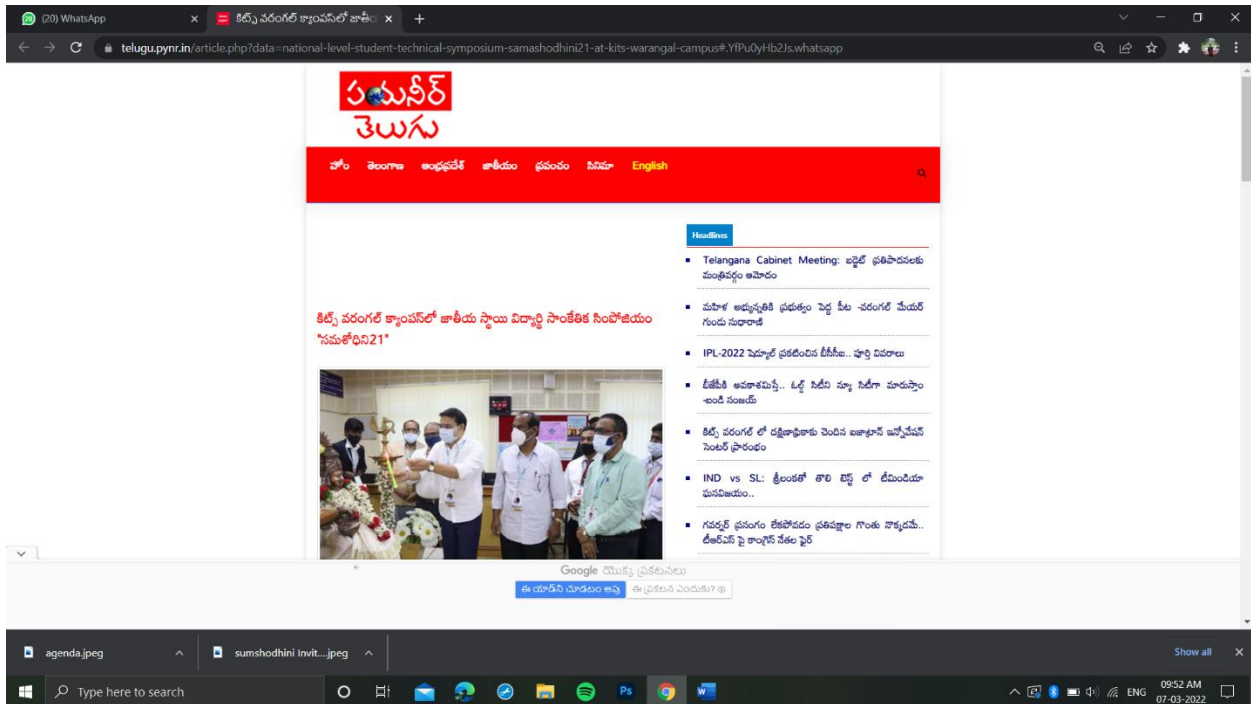 (20) WhatsApp
కిట్స్ వరంగల్ క్యాంపస్‌లో జాతీయ
telugu.pynr.in/article.php?data=national-level-student-technical-symposium-samashodhini21-at-kits-warangal-campus#.YfPu0yHb2Js.whatsapp
పయనీర్
తెలుగు
హోం తెలంగాణ ఆంధ్రప్రదేశ్ జాతీయం ప్రపంచం సినిమా English
Headlines
Telangana Cabinet Meeting: బడ్జెట్ ప్రతిపాదనలకు
మంత్రివర్గం ఆమోదం
మహిళ అభ్యున్నతికి ప్రభుత్వం పెద్ద పీట -వరంగల్ మేయర్
గుండు సుధారాణి
IPL-2022 షెడ్యూల్ ప్రకటించిన బీసీసీఐ.. పూర్తి వివరాలు
బీజేపీకి అవకాశమిస్తే.. ఓల్డ్ సిటీని న్యూ సిటీగా మారుస్తాం
-బండి సంజయ్
కిట్స్ వరంగల్ లో దక్షిణాఫ్రికాకు చెందిన ఐజాట్రాన్ ఇన్నోవేషన్
సెంటర్ ప్రారంభం
IND vs SL: శ్రీలంకతో తొలి టెస్ట్ లో టీమిండియా
ఘనవిజయం..
గవర్నర్ ప్రసంగం లేకపోవడం ప్రతిపక్షాల గొంతు నొక్కడమే..
టీఆర్ఎస్ పై కాంగ్రెస్ నేతల ఫైర్
కిట్స్ వరంగల్ క్యాంపస్‌లో జాతీయ స్థాయి విద్యార్థి సాంకేతిక సింపోజియం
"సమశోధిని21"
Google యొక్క ప్రకటనలు
ఈ యాడ్‌ని చూడటం ఆపు ఈ ప్రకటన ఎందుకు?
agenda.jpeg
sumshodhini Invit....jpeg
Show all
Type here to search
Ps
ENG
09:52 AM
07-03-2022